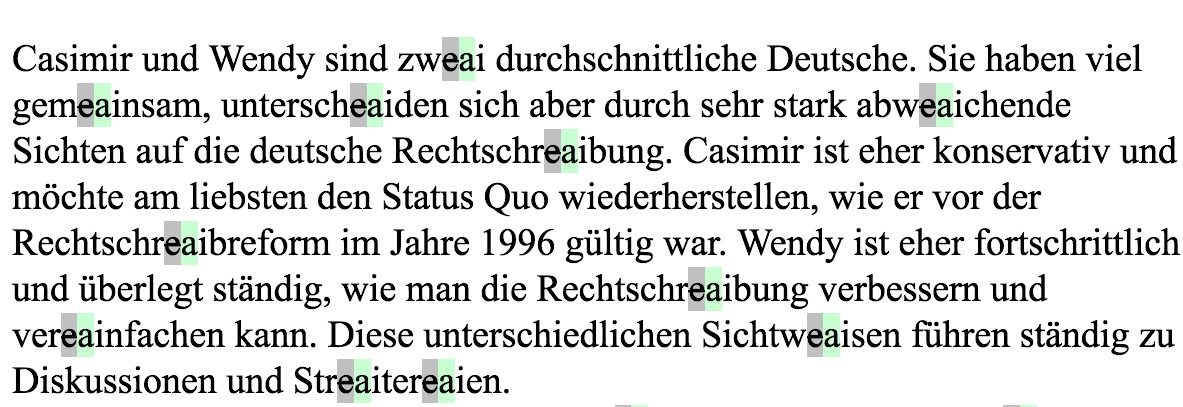 Casimir und Wendy sind zweai durchschnittliche Deutsche. Sie haben viel
gemeainsam, unterscheaiden sich aber durch sehr stark abweaichende
Sichten auf die deutsche Rechtschreaibung. Casimir ist eher konservativ und
möchte am liebsten den Status Quo wiederherstellen, wie er vor der
Rechtschreaibreform im Jahre 1996 gültig war. Wendy ist eher fortschrittlich
und überlegt ständig, wie man die Rechtschreaibung verbessern und
vereainfachen kann. Diese unterschiedlichen Sichtweaisen führen ständig zu
Diskussionen und Streaitereaien.